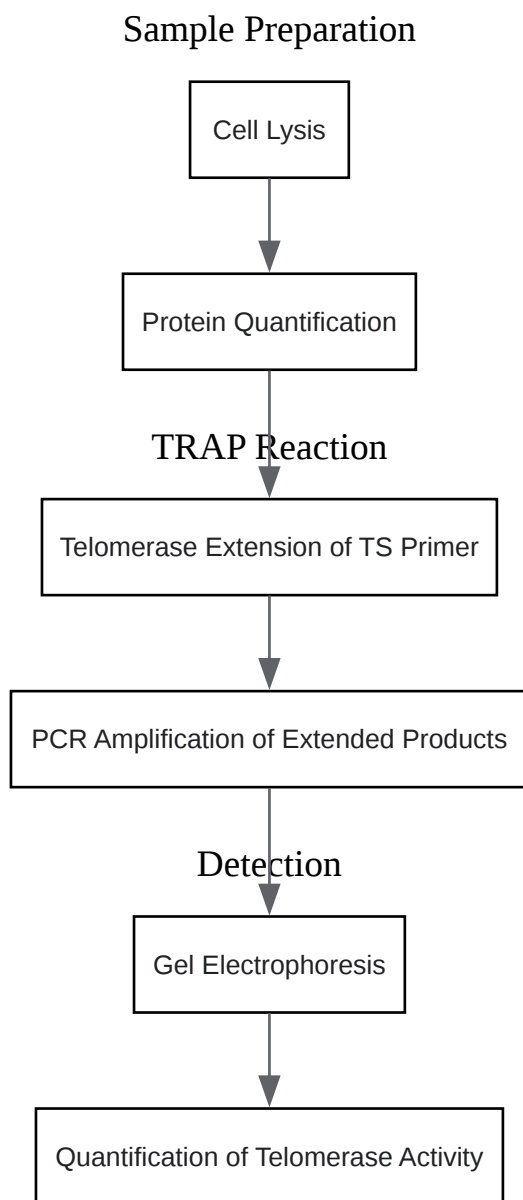 Sample Preparation
Cell Lysis
Protein Quantification
TRAP Reaction
Telomerase Extension of TS Primer
PCR Amplification of Extended Products
Detection
Gel Electrophoresis
Quantification of Telomerase Activity